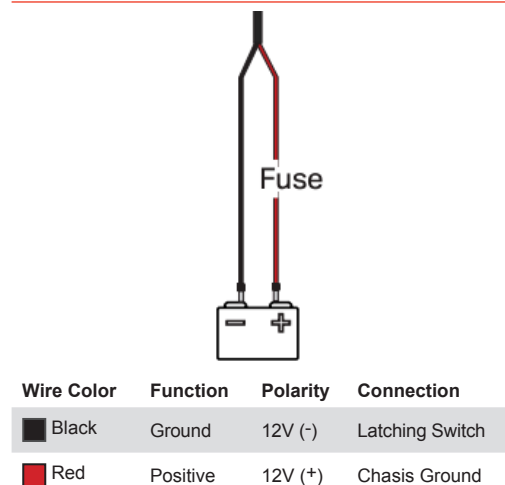 Fuse
Wire Color Function Polarity Connection
Black Ground 12V (-) Latching Switch
Red Positive 12V (+) Chasis Ground